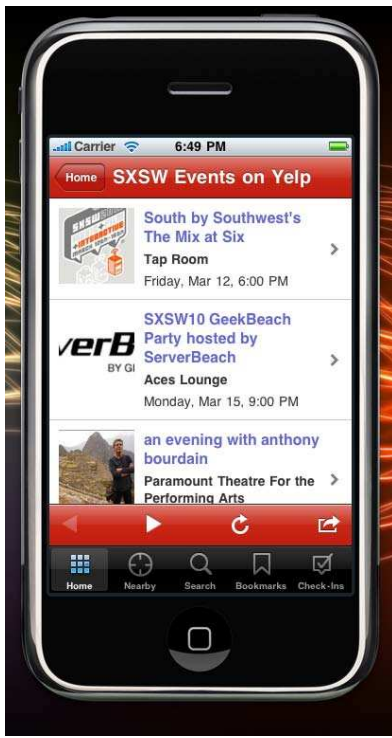 Carrier 6:49 PM
Home SXSW Events on Yelp
SXSW
INTERACTIVE
South by Southwest's
The Mix at Six
Tap Room
Friday, Mar 12, 6:00 PM
verB
BY GI
SXSW10 GeekBeach
Party hosted by
ServerBeach
Aces Lounge
Monday, Mar 15, 9:00 PM
an evening with anthony
bourdain
Paramount Theatre For the
Performing Arts
Home Nearby Search Bookmarks Check-Ins